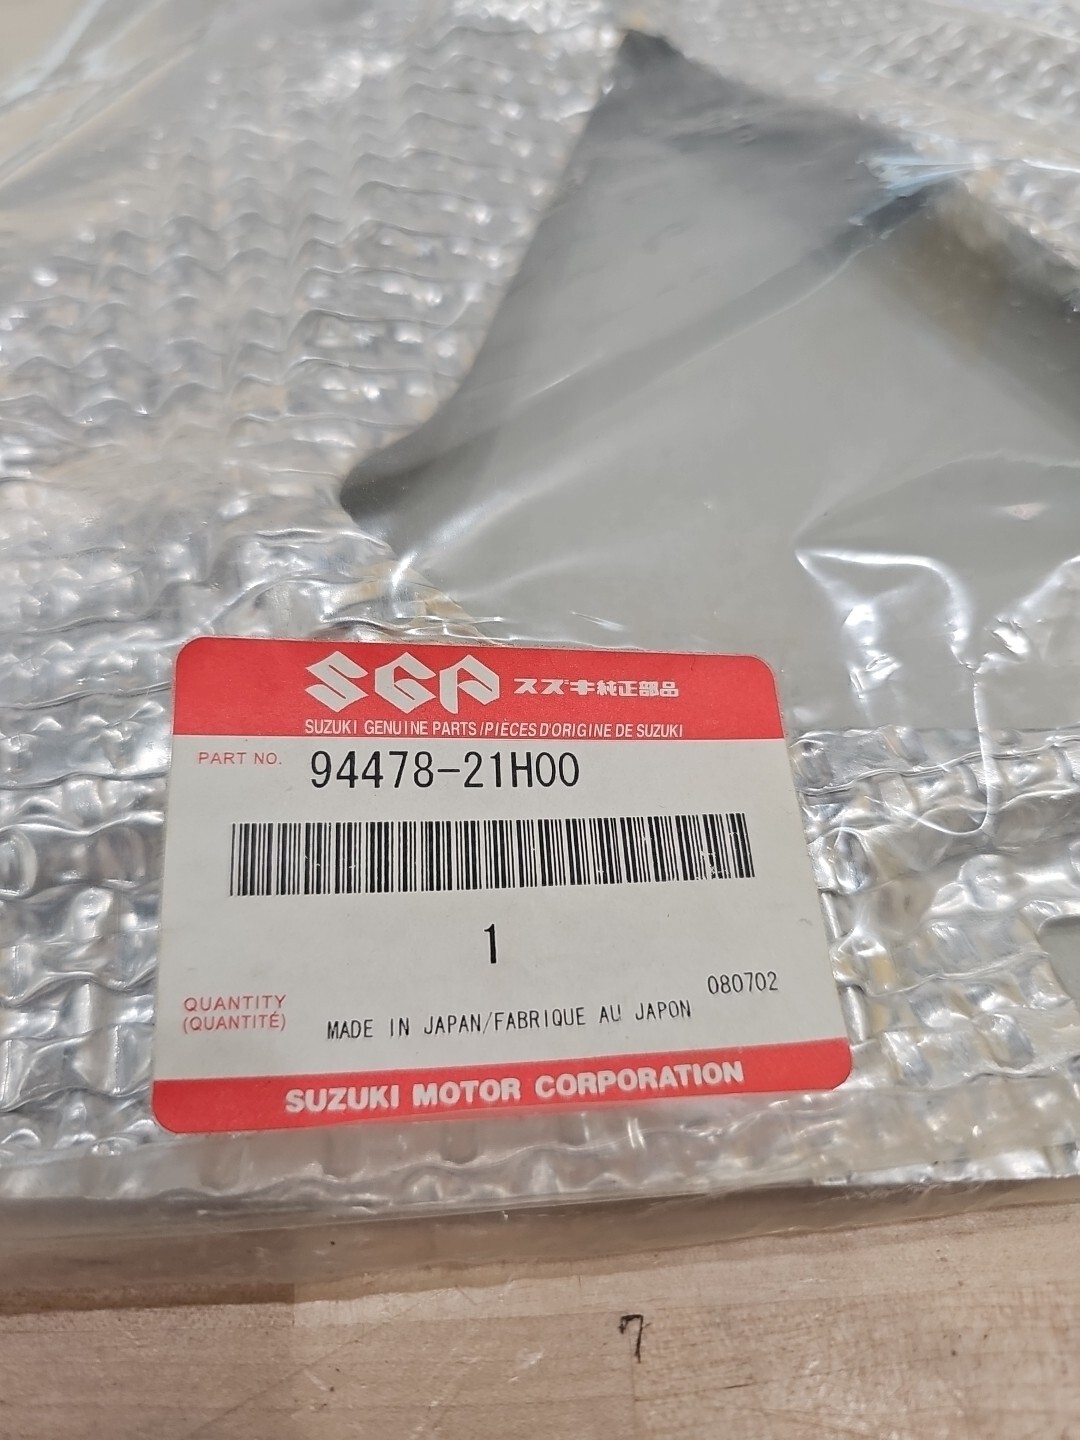 SGP スズキ純正部品
SUZUKI GENUINE PARTS/PIÈCES D'ORIGINE DE SUZUKI
PART NO. 94478-21H00
1
080702
QUANTITY
(QUANTITÉ)
MADE IN JAPAN/FABRIQUE AU JAPON
SUZUKI MOTOR CORPORATION
7